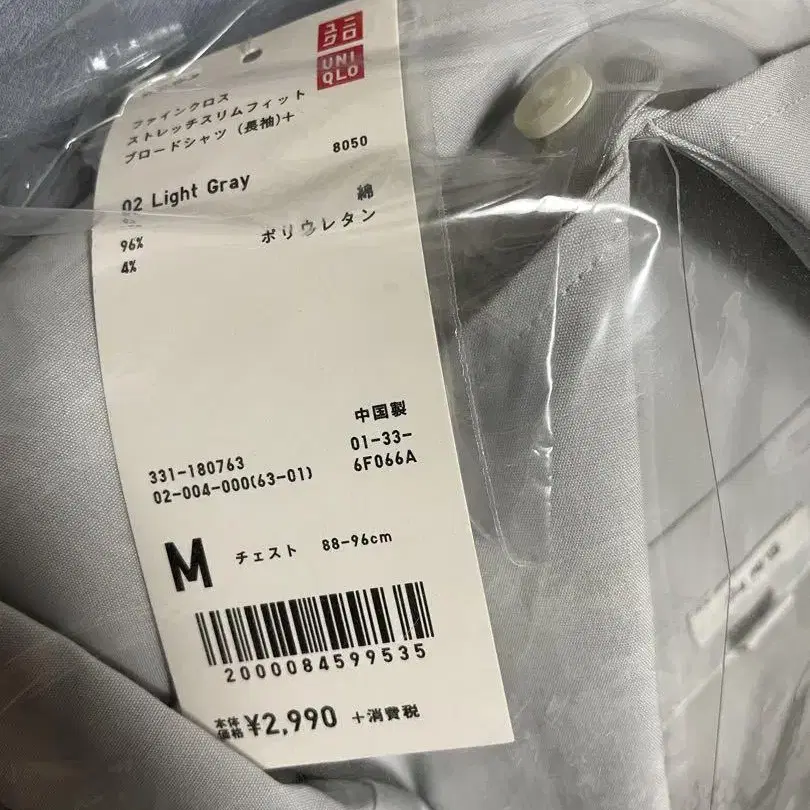 ユニ
クロ
UNI
QLO
ファインクロス
ストレッチスリムフィット
ブロードシャツ (長袖)+
8050
02 Light Gray
綿
96%
ポリウレタン
4%
中国製
331-180763
01-33-
02-004-000(63-01)
6F066A
M チェスト 88-96cm
2000084599535
本体
価格 ¥2,990 +消費税